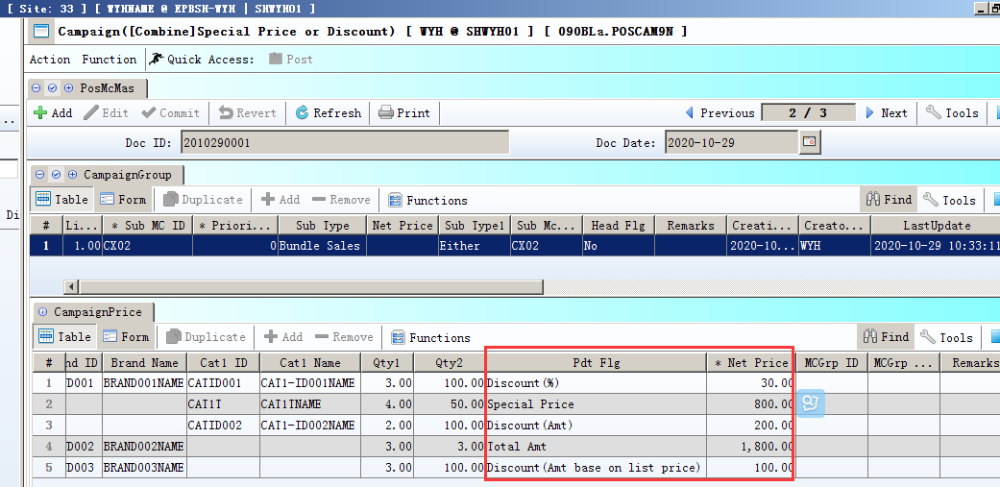 [ Site: 33 ] [ WYHNAME @ EPBSH-WYH | SHWYH01 ]
Campaign([Combine]Special Price or Discount) [ WYH @ SHWYH01 ] [ 090BLa.POSCAM9N ]
Action Function Quick Access: Post
PosMcMas
Add Edit Commit Revert Refresh Print Previous 2 / 3 Next Tools
..
Doc ID: 2010290001 Doc Date: 2020-10-29
CampaignGroup
Table Form Duplicate Add Remove Functions Find Tools
Di
# Li... * Sub MC ID * Priori... Sub Type Net Price Sub Type1 Sub Mc... Head Flg Remarks Creati... Creato... LastUpdate
1 1.00 CX02 0 Bundle Sales Either CX02 No 2020-10... WYH 2020-10-29 10:33:11
CampaignPrice
Table Form Duplicate Add Remove Functions Find Tools
# nd ID Brand Name Cat1 ID Cat1 Name Qty1 Qty2 Pdt Flg * Net Price MCGrp ID MCGrp ... Remarks
1 D001 BRAND001NAME CATID001 CAT1-ID001NAME 3.00 100.00 Discount(%) 30.00
2 CAT1T CAT1TNAME 4.00 50.00 Special Price 800.00
3 CATID002 CAT1-ID002NAME 2.00 100.00 Discount(Amt) 200.00
4 D002 BRAND002NAME 3.00 3.00 Total Amt 1,800.00
5 D003 BRAND003NAME 3.00 100.00 Discount(Amt base on list price) 100.00